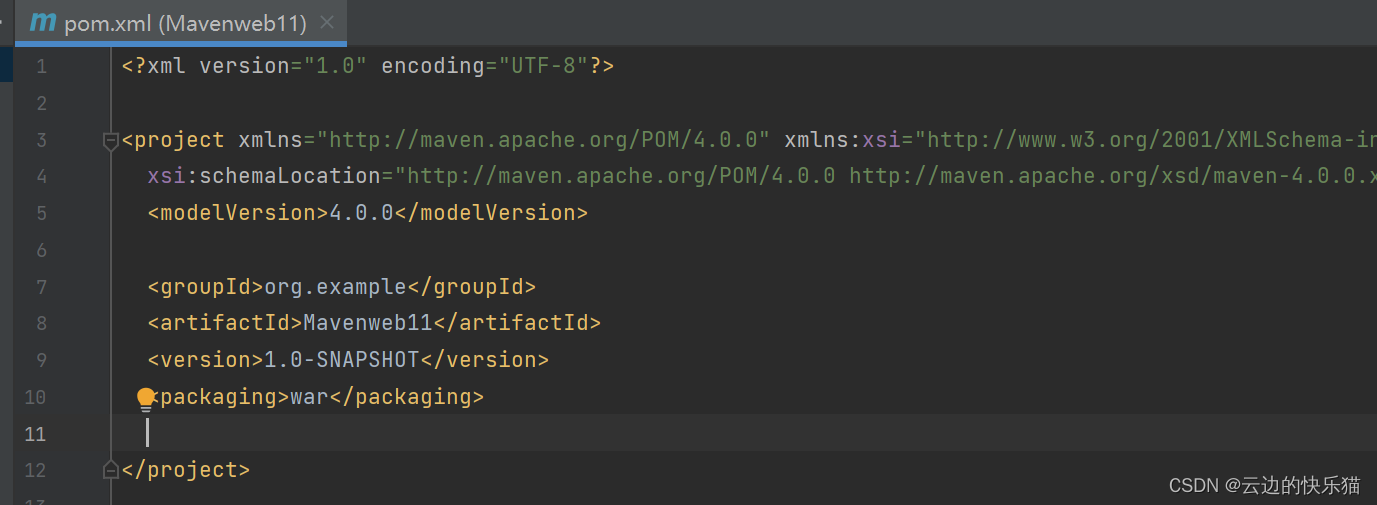 m pom.xml (Mavenweb11) ×
1 <?xml version="1.0" encoding="UTF-8"?>
2
3 <project xmlns="http://maven.apache.org/POM/4.0.0" xmlns:xsi="http://www.w3.org/2001/XMLSchema-in
4 xsi:schemaLocation="http://maven.apache.org/POM/4.0.0 http://maven.apache.org/xsd/maven-4.0.0.x
5 <modelVersion>4.0.0</modelVersion>
6
7 <groupId>org.example</groupId>
8 <artifactId>Mavenweb11</artifactId>
9 <version>1.0-SNAPSHOT</version>
10 <packaging>war</packaging>
11
12 </project>
13
CSDN @云边的快乐猫